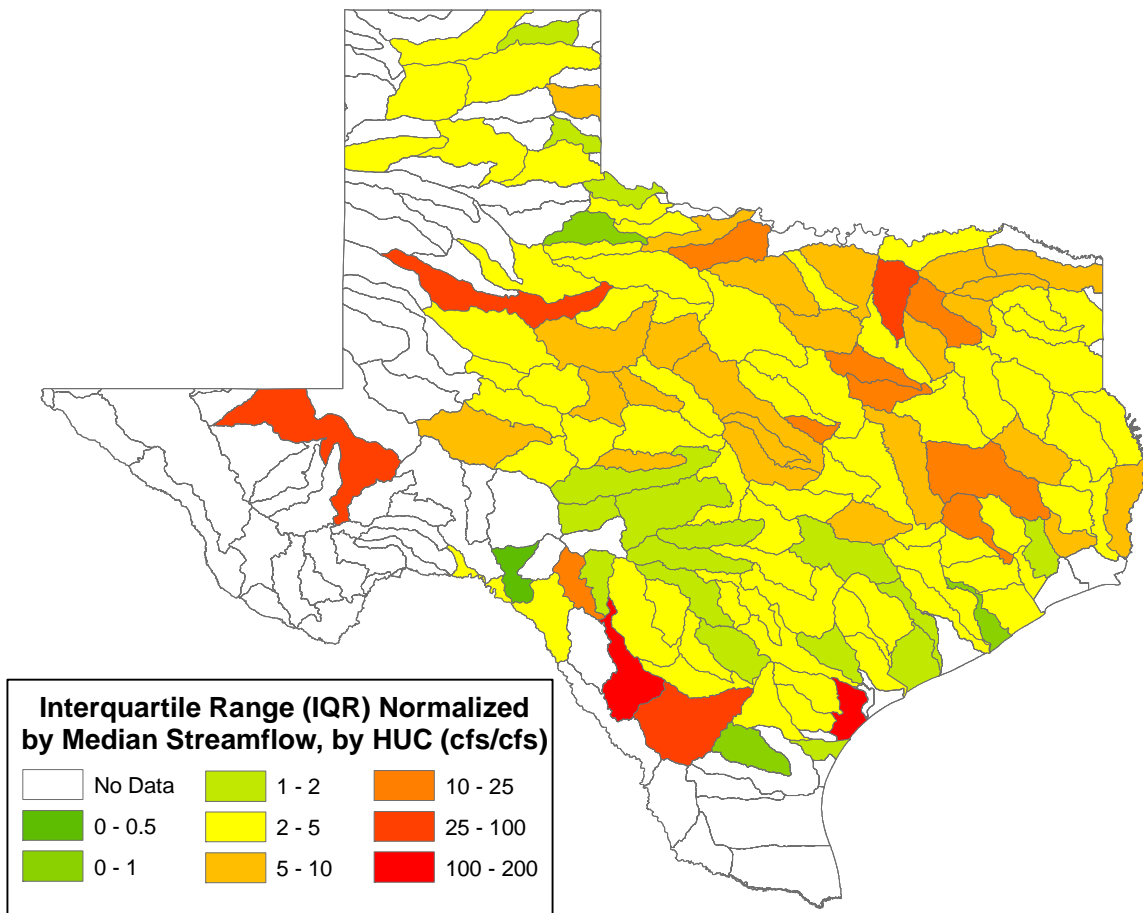 Interquartile Range (IQR) Normalized
by Median Streamflow, by HUC (cfs/cfs)
No Data
0 - 0.5
0 - 1
1 - 2
2 - 5
5 - 10
10 - 25
25 - 100
100 - 200